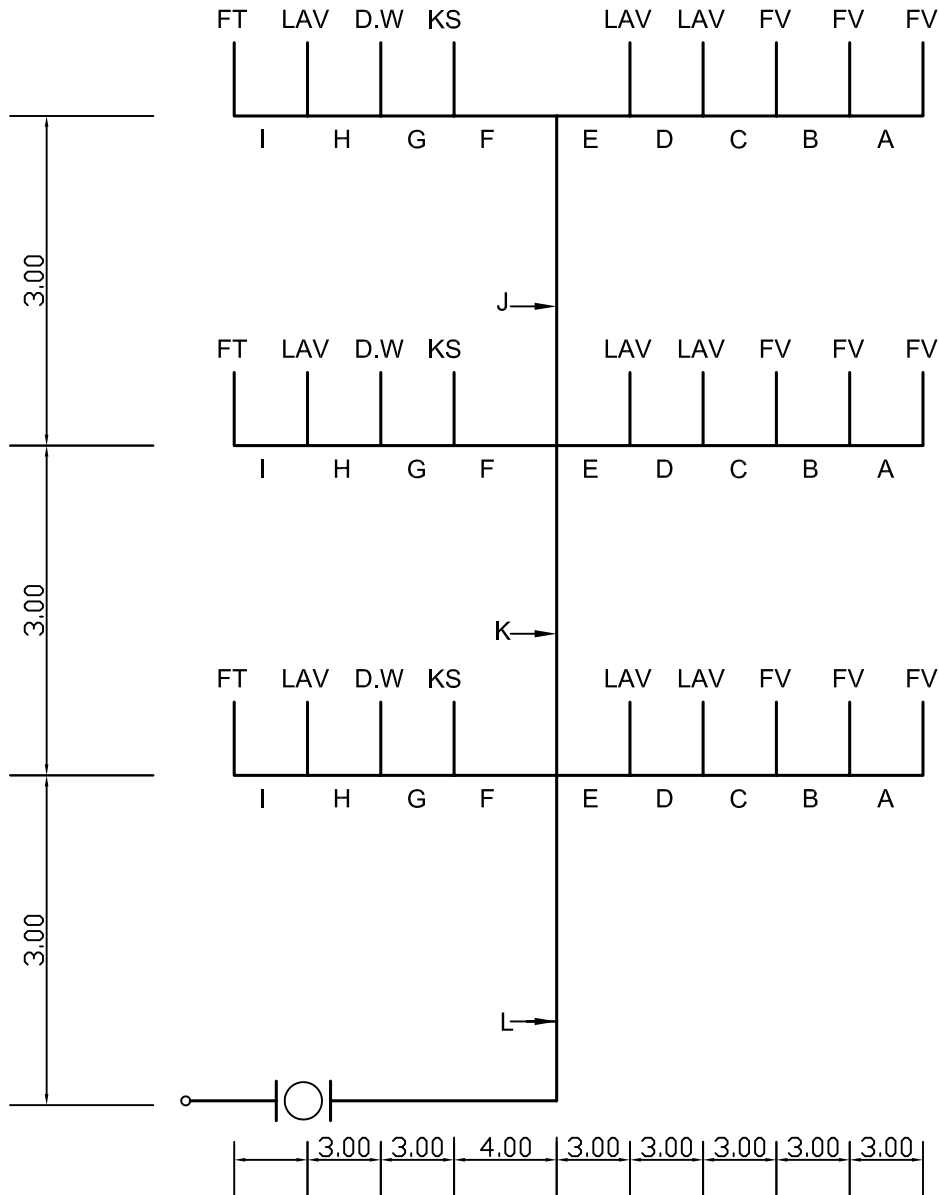 FT LAV D.W KS LAV LAV FV FV FV
I H G F E D C B A
3.00
J
FT LAV D.W KS LAV LAV FV FV FV
I H G F E D C B A
3.00
K
FT LAV D.W KS LAV LAV FV FV FV
I H G F E D C B A
3.00
L
3.00 3.00 4.00 3.00 3.00 3.00 3.00 3.00